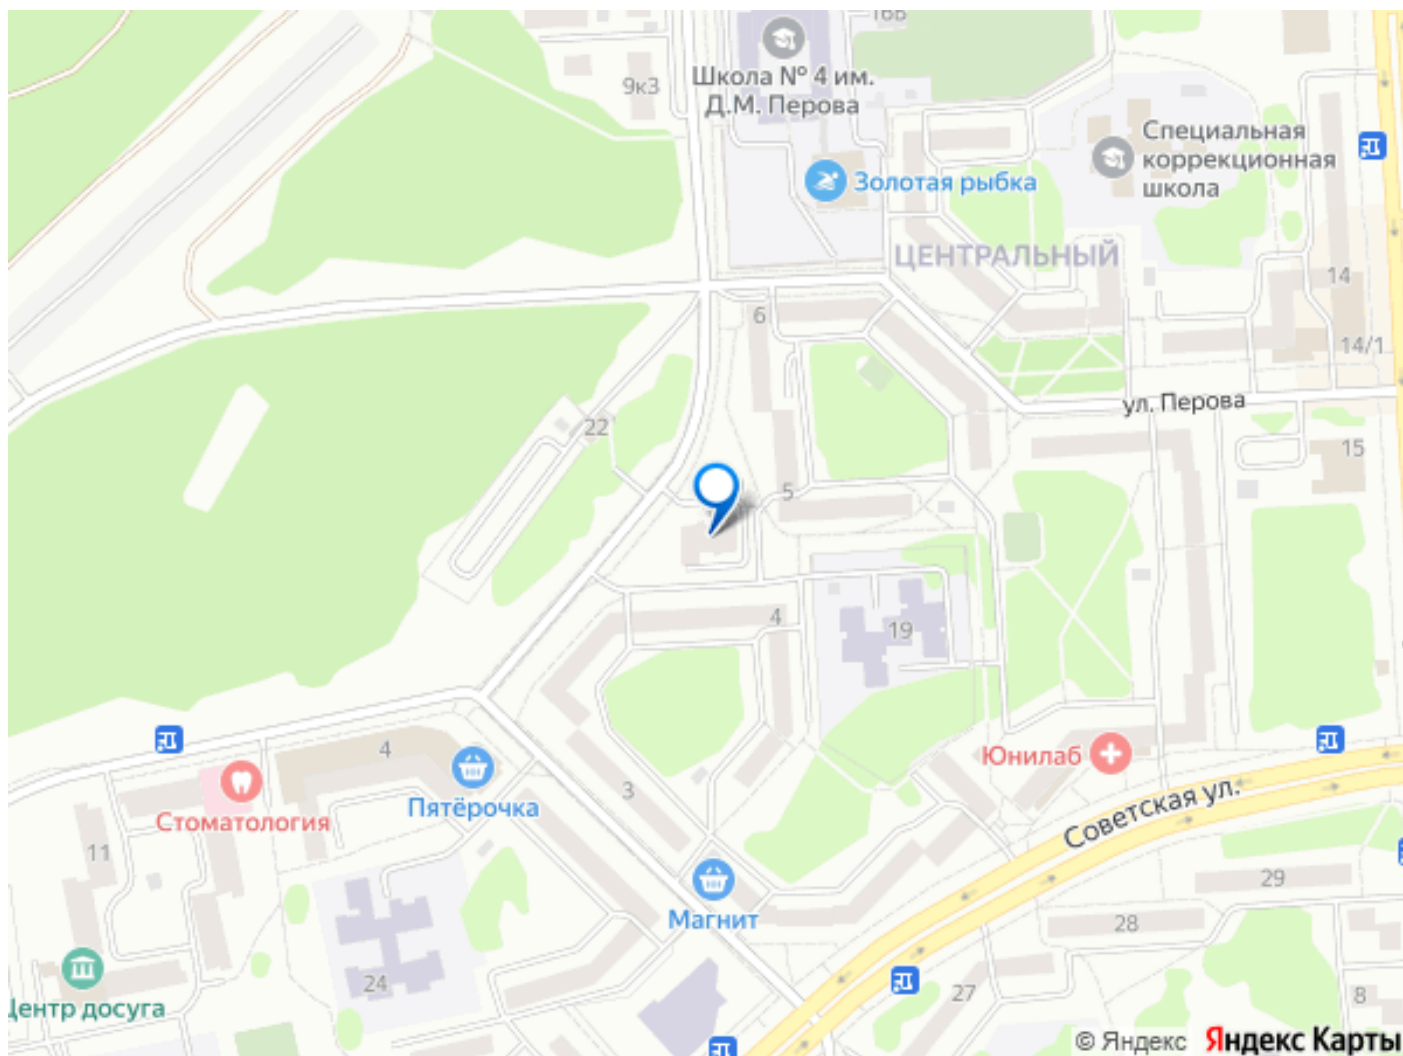 16Б
Школа № 4 им.
Д.М. Перова
9к3
Специальная
коррекционная
школа
Золотая рыбка
ЦЕНТРАЛЬНЫЙ
14
6
14/1
ул. Перова
22
15
5
4
19
4
Юнилаб
3
Пятёрочка
Стоматология
Советская ул.
11
29
Магнит
28
24
27
8
Центр досуга
© Яндекс Яндекс Карты